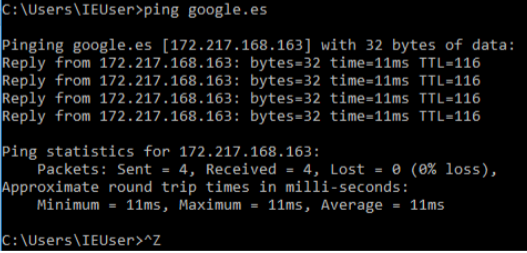 C:\Users\IEUser>ping google.es
Pinging google.es [172.217.168.163] with 32 bytes of data:
Reply from 172.217.168.163: bytes=32 time=11ms TTL=116
Reply from 172.217.168.163: bytes=32 time=11ms TTL=116
Reply from 172.217.168.163: bytes=32 time=11ms TTL=116
Reply from 172.217.168.163: bytes=32 time=11ms TTL=116
Ping statistics for 172.217.168.163:
    Packets: Sent = 4, Received = 4, Lost = 0 (0% loss),
Approximate round trip times in milli-seconds:
    Minimum = 11ms, Maximum = 11ms, Average = 11ms
C:\Users\IEUser>^Z